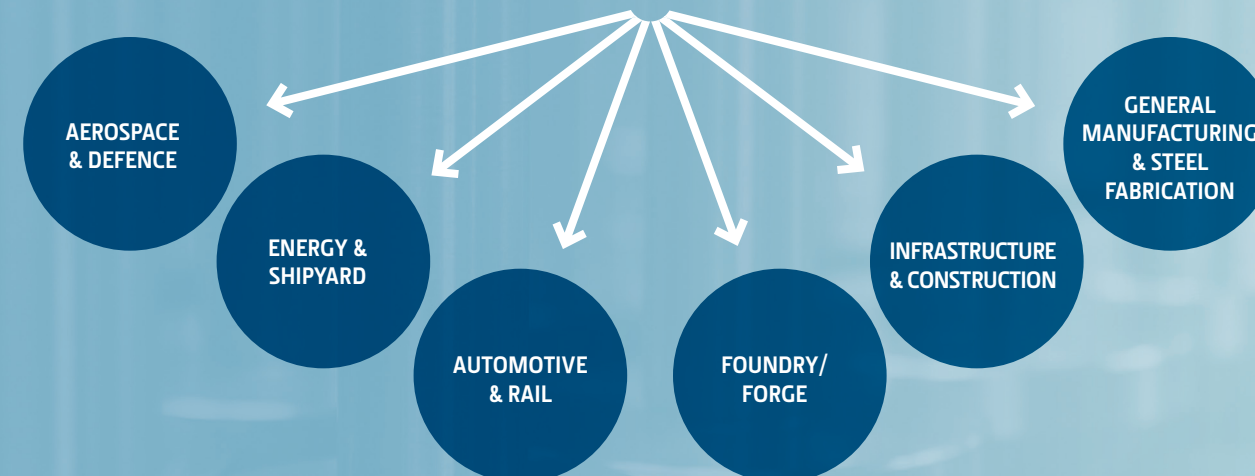 AEROSPACE
& DEFENCE
ENERGY &
SHIPYARD
AUTOMOTIVE
& RAIL
FOUNDRY/
FORGE
INFRASTRUCTURE
& CONSTRUCTION
GENERAL
MANUFACTURING
& STEEL
FABRICATION